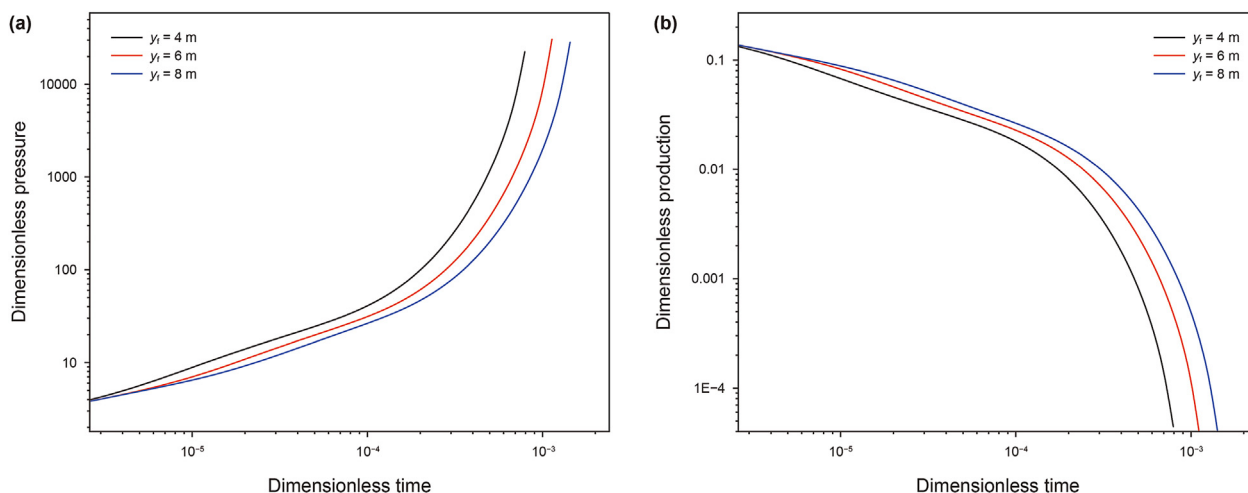 (a)
y_f = 4 m
y_f = 6 m
y_f = 8 m
10000
1000
100
10
Dimensionless pressure
10⁻⁵
10⁻⁴
10⁻³
Dimensionless time
(b)
y_f = 4 m
y_f = 6 m
y_f = 8 m
0.1
0.01
0.001
1E−4
Dimensionless production
10⁻⁵
10⁻⁴
10⁻³
Dimensionless time